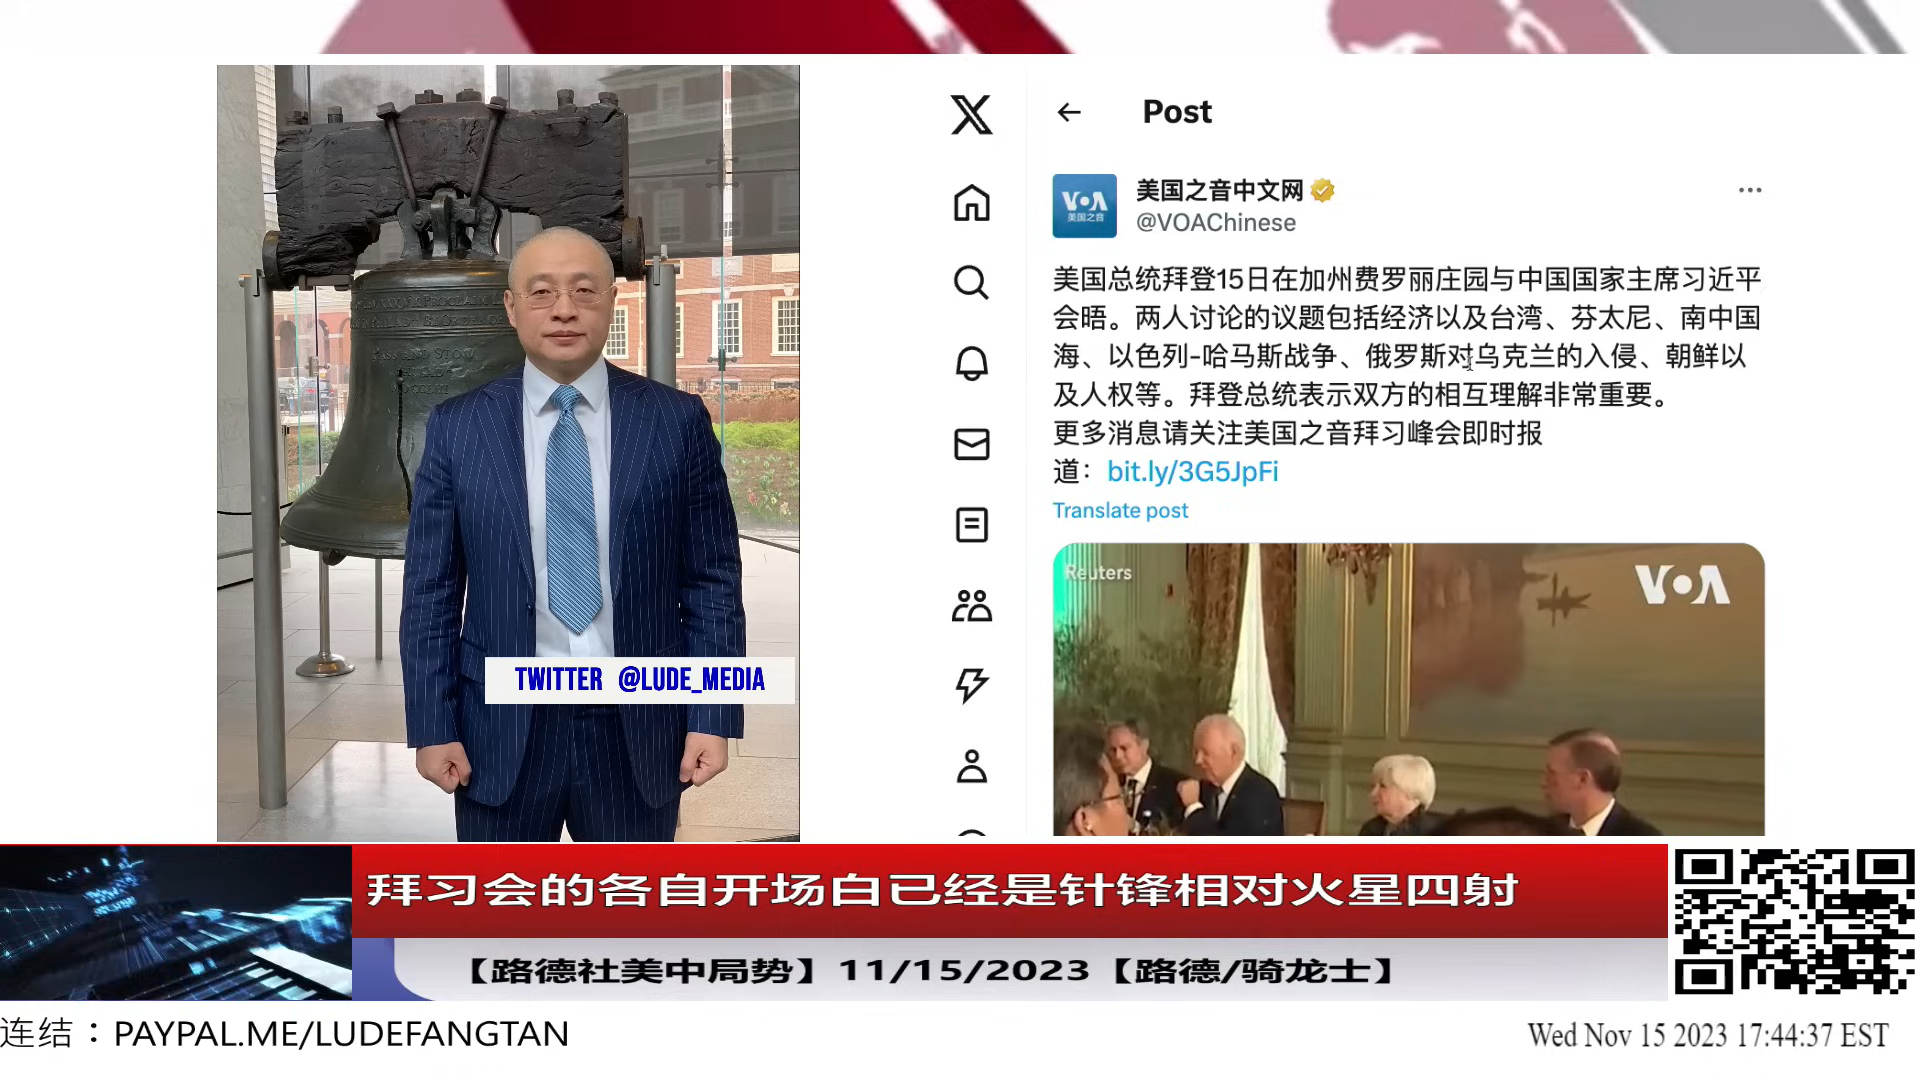 Post
VOA
美国之音
美国之音中文网
@VOAChinese
美国总统拜登15日在加州费罗丽庄园与中国国家主席习近平
会晤。两人讨论的议题包括经济以及台湾、芬太尼、南中国
海、以色列-哈马斯战争、俄罗斯对乌克兰的入侵、朝鲜以
及人权等。拜登总统表示双方的相互理解非常重要。
更多消息请关注美国之音拜习峰会即时报
道：bit.ly/3G5JpFi
Translate post
Reuters
VOA
TWITTER @LUDE_MEDIA
拜习会的各自开场白已经是针锋相对火星四射
【路德社美中局势】11/15/2023【路德/骑龙士】
连结：PAYPAL.ME/LUDEFANGTAN
Wed Nov 15 2023 17:44:37 EST